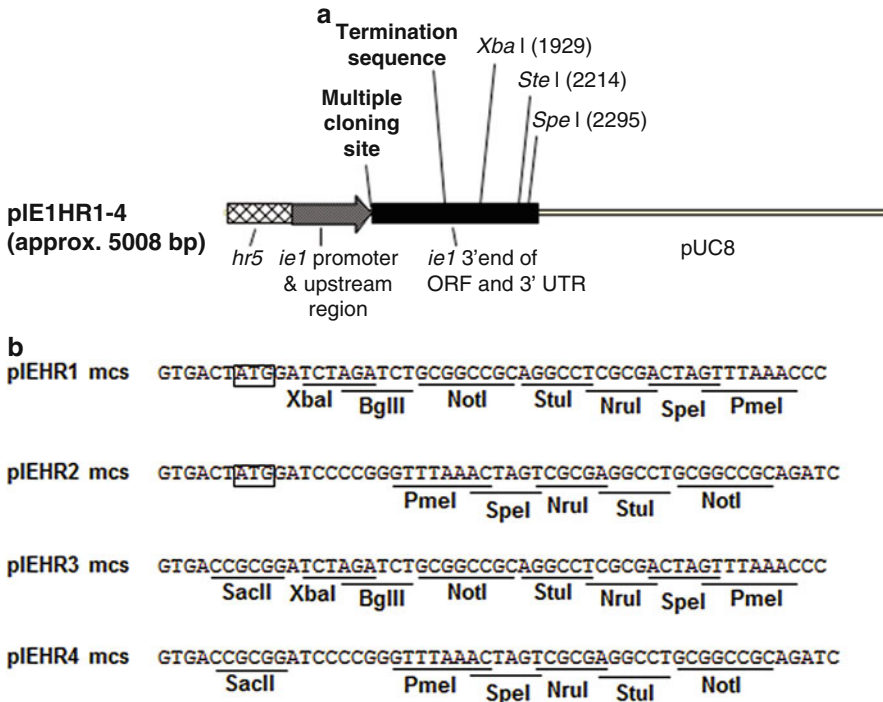 a
Termination sequence
Xba I (1929)
Ste I (2214)
Spe I (2295)
Multiple cloning site
pIE1HR1-4
(approx. 5008 bp)
hr5
ie1 promoter & upstream region
ie1 3'end of ORF and 3' UTR
pUC8
b
pIEHR1 mcs GTGACTATGGATCTAGATCTGCGGCCGCAGGCCTCGCGACTAGTTTAAACCC
XbaI BglII NotI StuI NruI SpeI PmeI
pIEHR2 mcs GTGACTATGGATCCCCGGGTTTAAACTAGTCGCGAGGCCTGCGGCCGCAGATC
PmeI SpeI NruI StuI NotI
pIEHR3 mcs GTGACCGCGGATCTAGATCTGCGGCCGCAGGCCTCGCGACTAGTTTAAACCC
SacII XbaI BglII NotI StuI NruI SpeI PmeI
pIEHR4 mcs GTGACCGCGGATCCCCGGGTTTAAACTAGTCGCGAGGCCTGCGGCCGCAGATC
SacII PmeI SpeI NruI StuI NotI